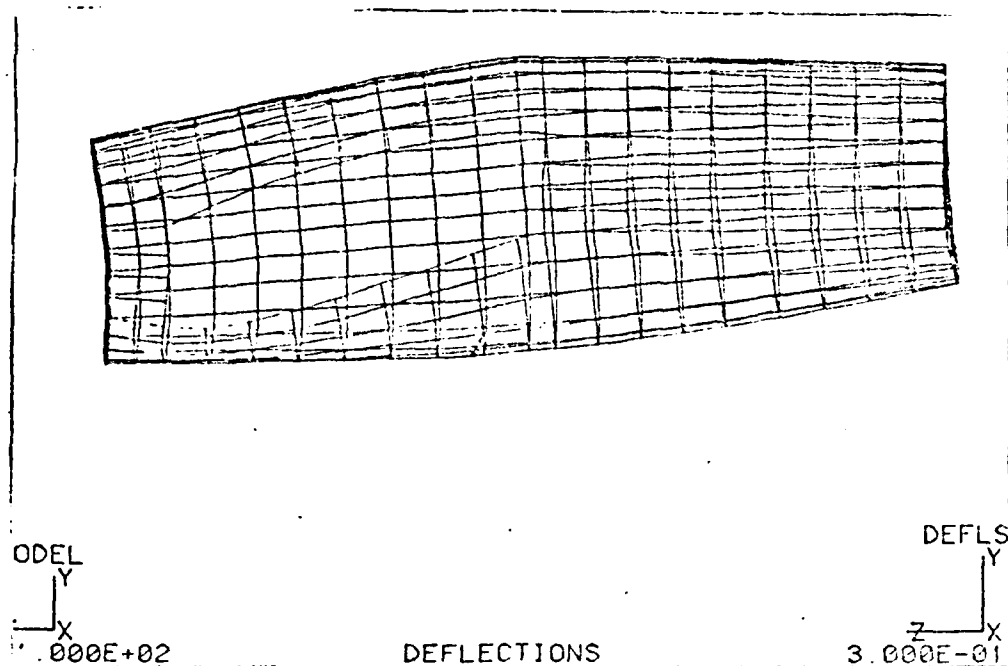 ODEL
Y
X
.000E+02
DEFLECTIONS
DEFLS
Y
Z X
3.000E-01